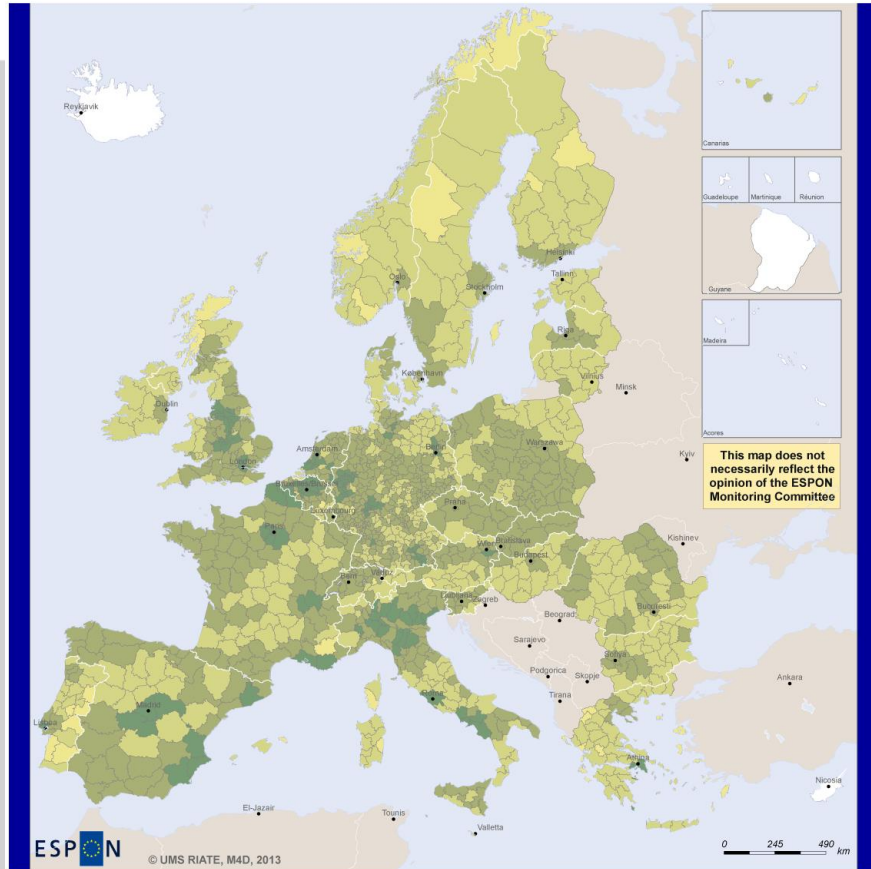 Reykjavik
Canarias
Guadeloupe
Martinique
Réunion
Guyane
Madeira
Acores
This map does not
necessarily reflect the
opinion of the ESPON
Monitoring Committee
Helsinki
Oslo
Tallinn
Stockholm
Riga
København
Vilnius
Minsk
Dublin
Amsterdam
Berlin
Warszawa
London
Kyiv
Luxembourg
Praha
Paris
Kishinev
Wien
Bratislava
Budapest
Bern
Vaduz
Ljubljana
Zagreb
Bucuresti
Beograd
Sarajevo
Sofiya
Podgorica
Skopje
Roma
Tirana
Ankara
Madrid
Lisboa
Athina
Nicosia
El-Jazair
Tounis
Valletta
0 245 490
km
ESPON
© UMS RIATE, M4D, 2013